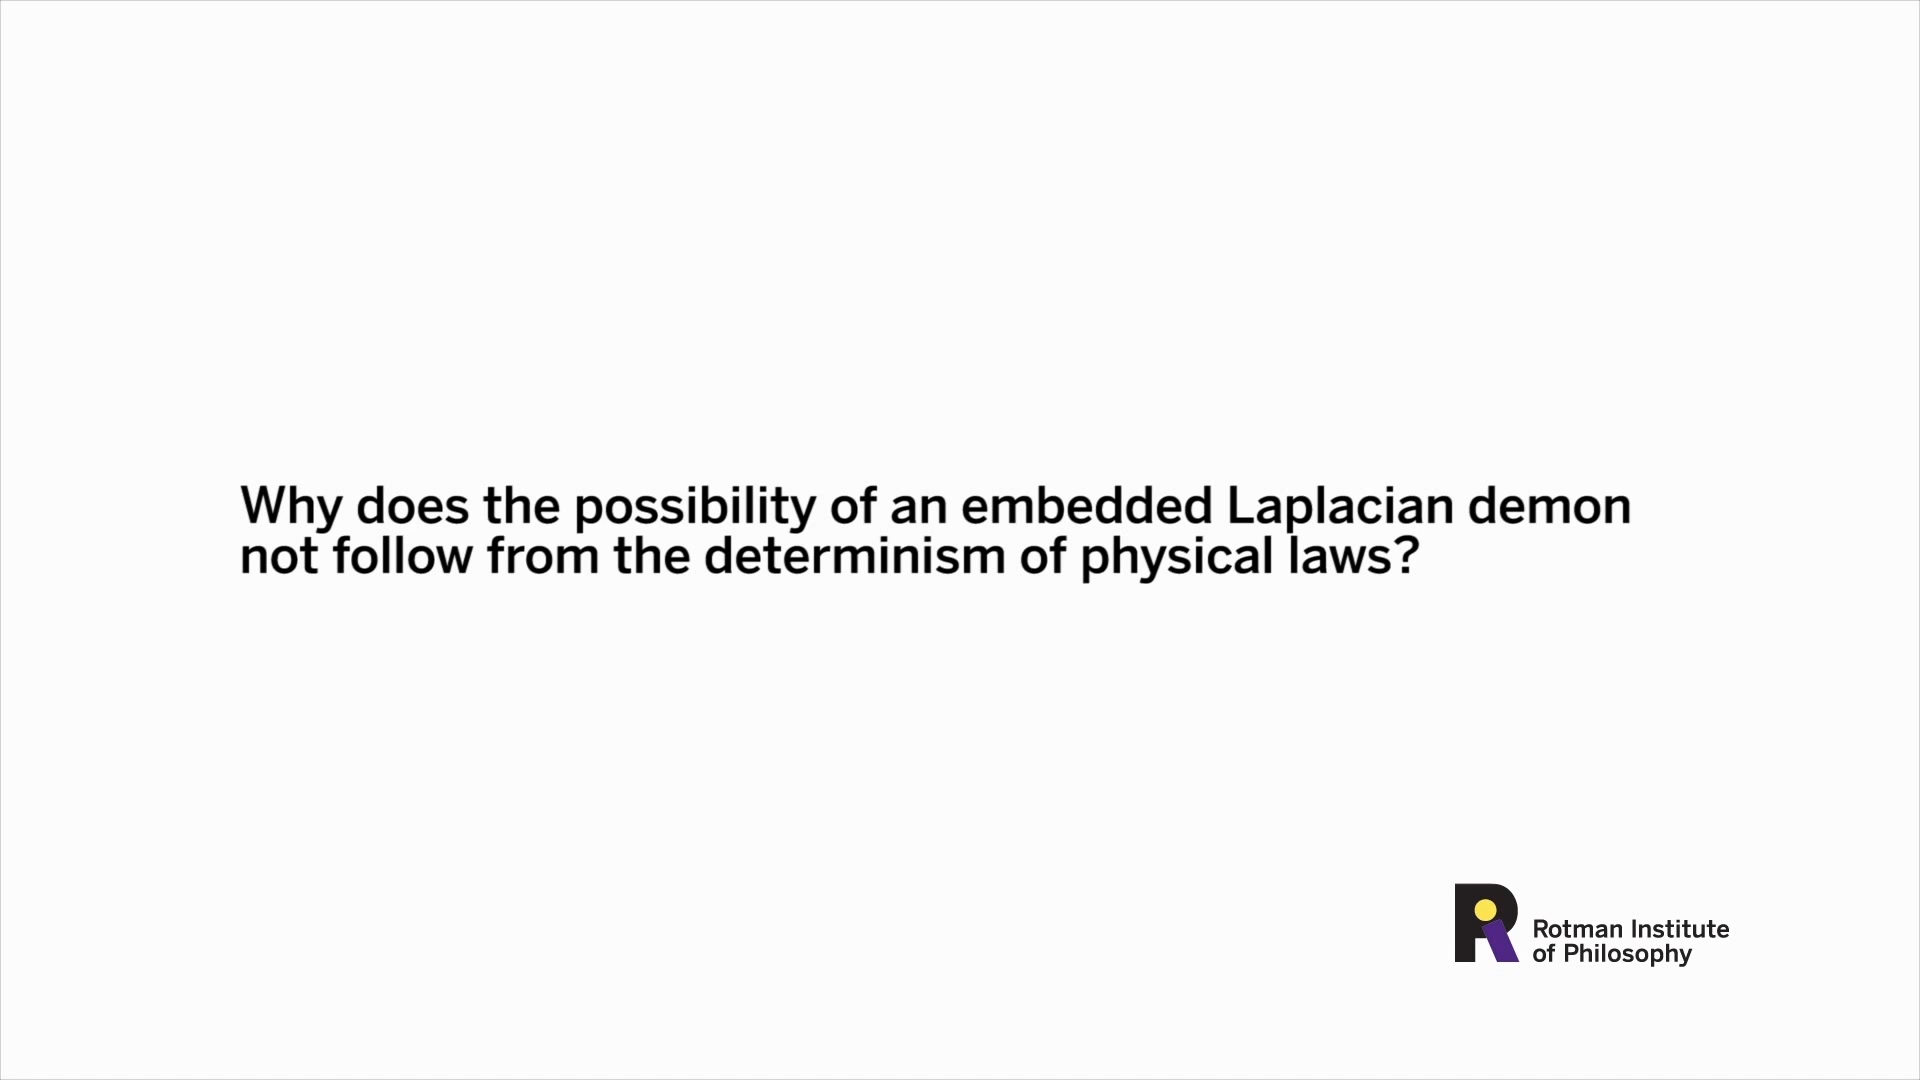 Why does the possibility of an embedded Laplacian demon
not follow from the determinism of physical laws?
Rotman Institute
of Philosophy